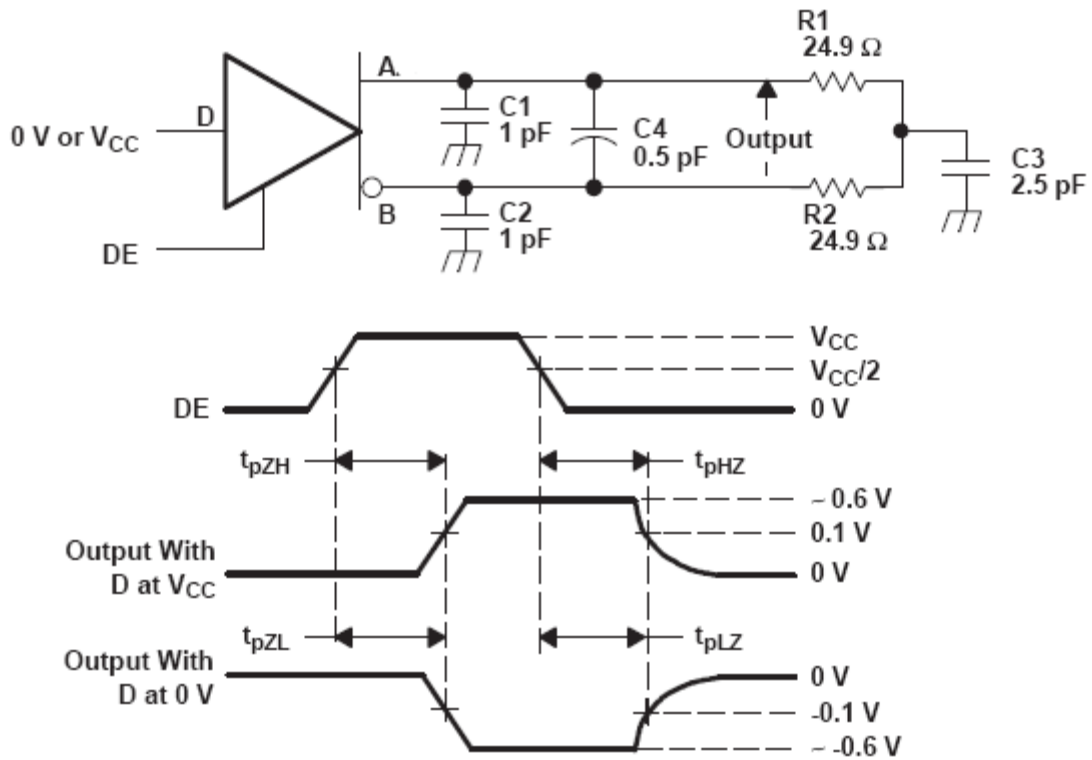 R1
24.9 Ω
A.
D
C1
1 pF
0 V or VCC
C4
0.5 pF
Output
C3
2.5 pF
B
C2
1 pF
R2
24.9 Ω
DE
VCC
VCC/2
DE
0 V
tpZH
tpHZ
~ 0.6 V
0.1 V
Output With
D at VCC
0 V
tpZL
tpLZ
Output With
D at 0 V
0 V
-0.1 V
~ -0.6 V